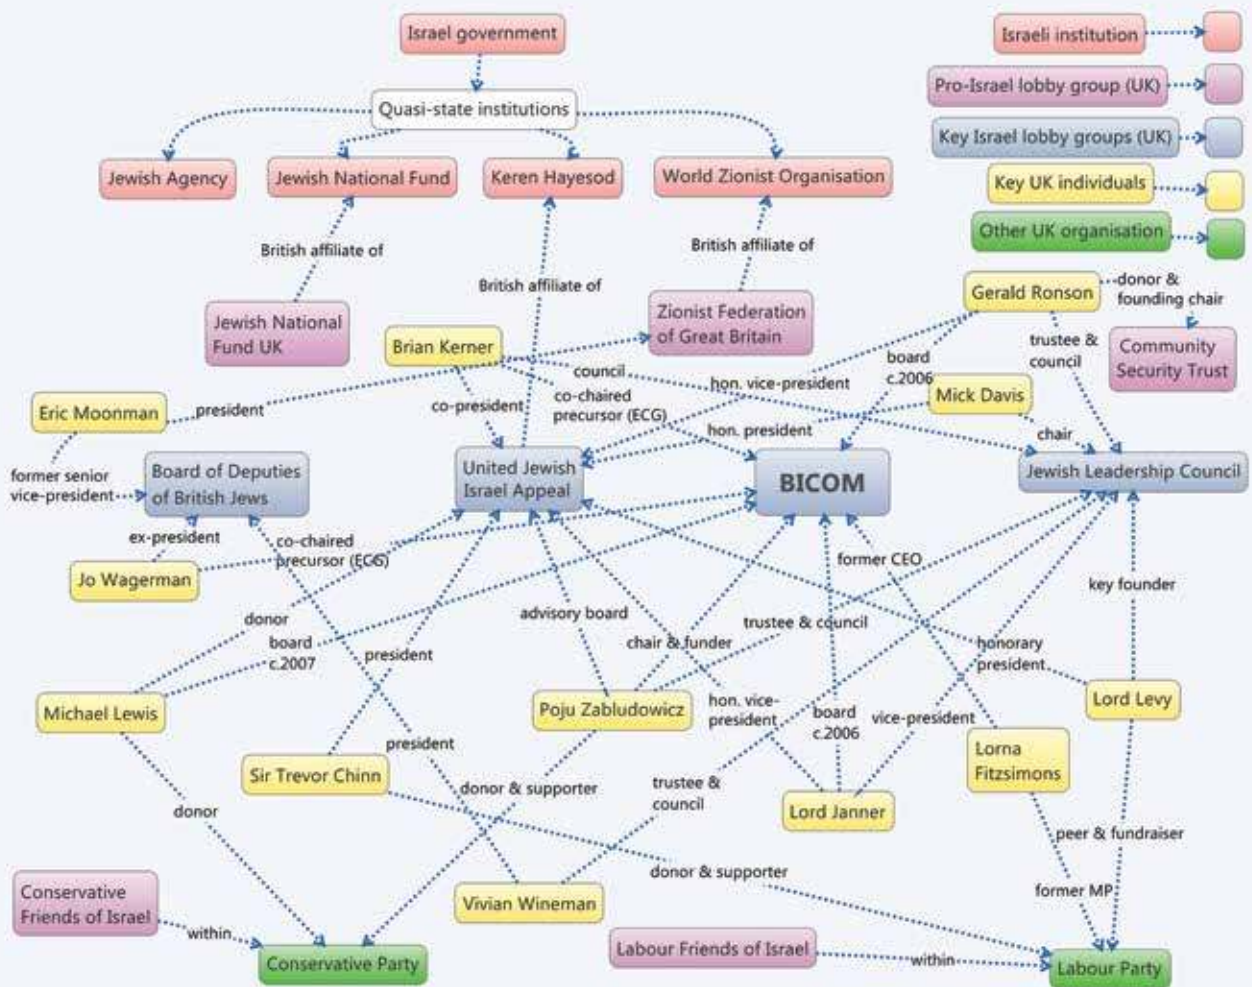 Israel government
Israeli institution
Quasi-state institutions
Pro-Israel lobby group (UK)
Key Israel lobby groups (UK)
Jewish Agency
Jewish National Fund
Keren Hayesod
World Zionist Organisation
Key UK individuals
Other UK organisation
British affiliate of
British affiliate of
British affiliate of
Gerald Ronson
donor &
founding chair
Jewish National
Fund UK
Brian Kerner
Zionist Federation
of Great Britain
Community
Security Trust
trustee &
council
board
c.2006
council
hon. vice-president
Mick Davis
Eric Moonman
president
co-president
co-chaired
precursor (ECG)
hon. president
chair
former senior
vice-president
Board of Deputies
of British Jews
United Jewish
Israel Appeal
BICOM
Jewish Leadership Council
ex-president
co-chaired
precursor (ECG)
Jo Wagerman
former CEO
key founder
donor
advisory board
trustee & council
board
c.2007
president
chair & funder
honorary
president
Michael Lewis
Poju Zabludowicz
hon. vice-
president
board
c.2006
vice-president
Lord Levy
president
Sir Trevor Chinn
Lorna
Fitzsimons
donor & supporter
trustee &
council
Lord Janner
donor
peer & fundraiser
donor & supporter
Conservative
Friends of Israel
Vivian Wineman
former MP
within
Conservative Party
Labour Friends of Israel
within
Labour Party